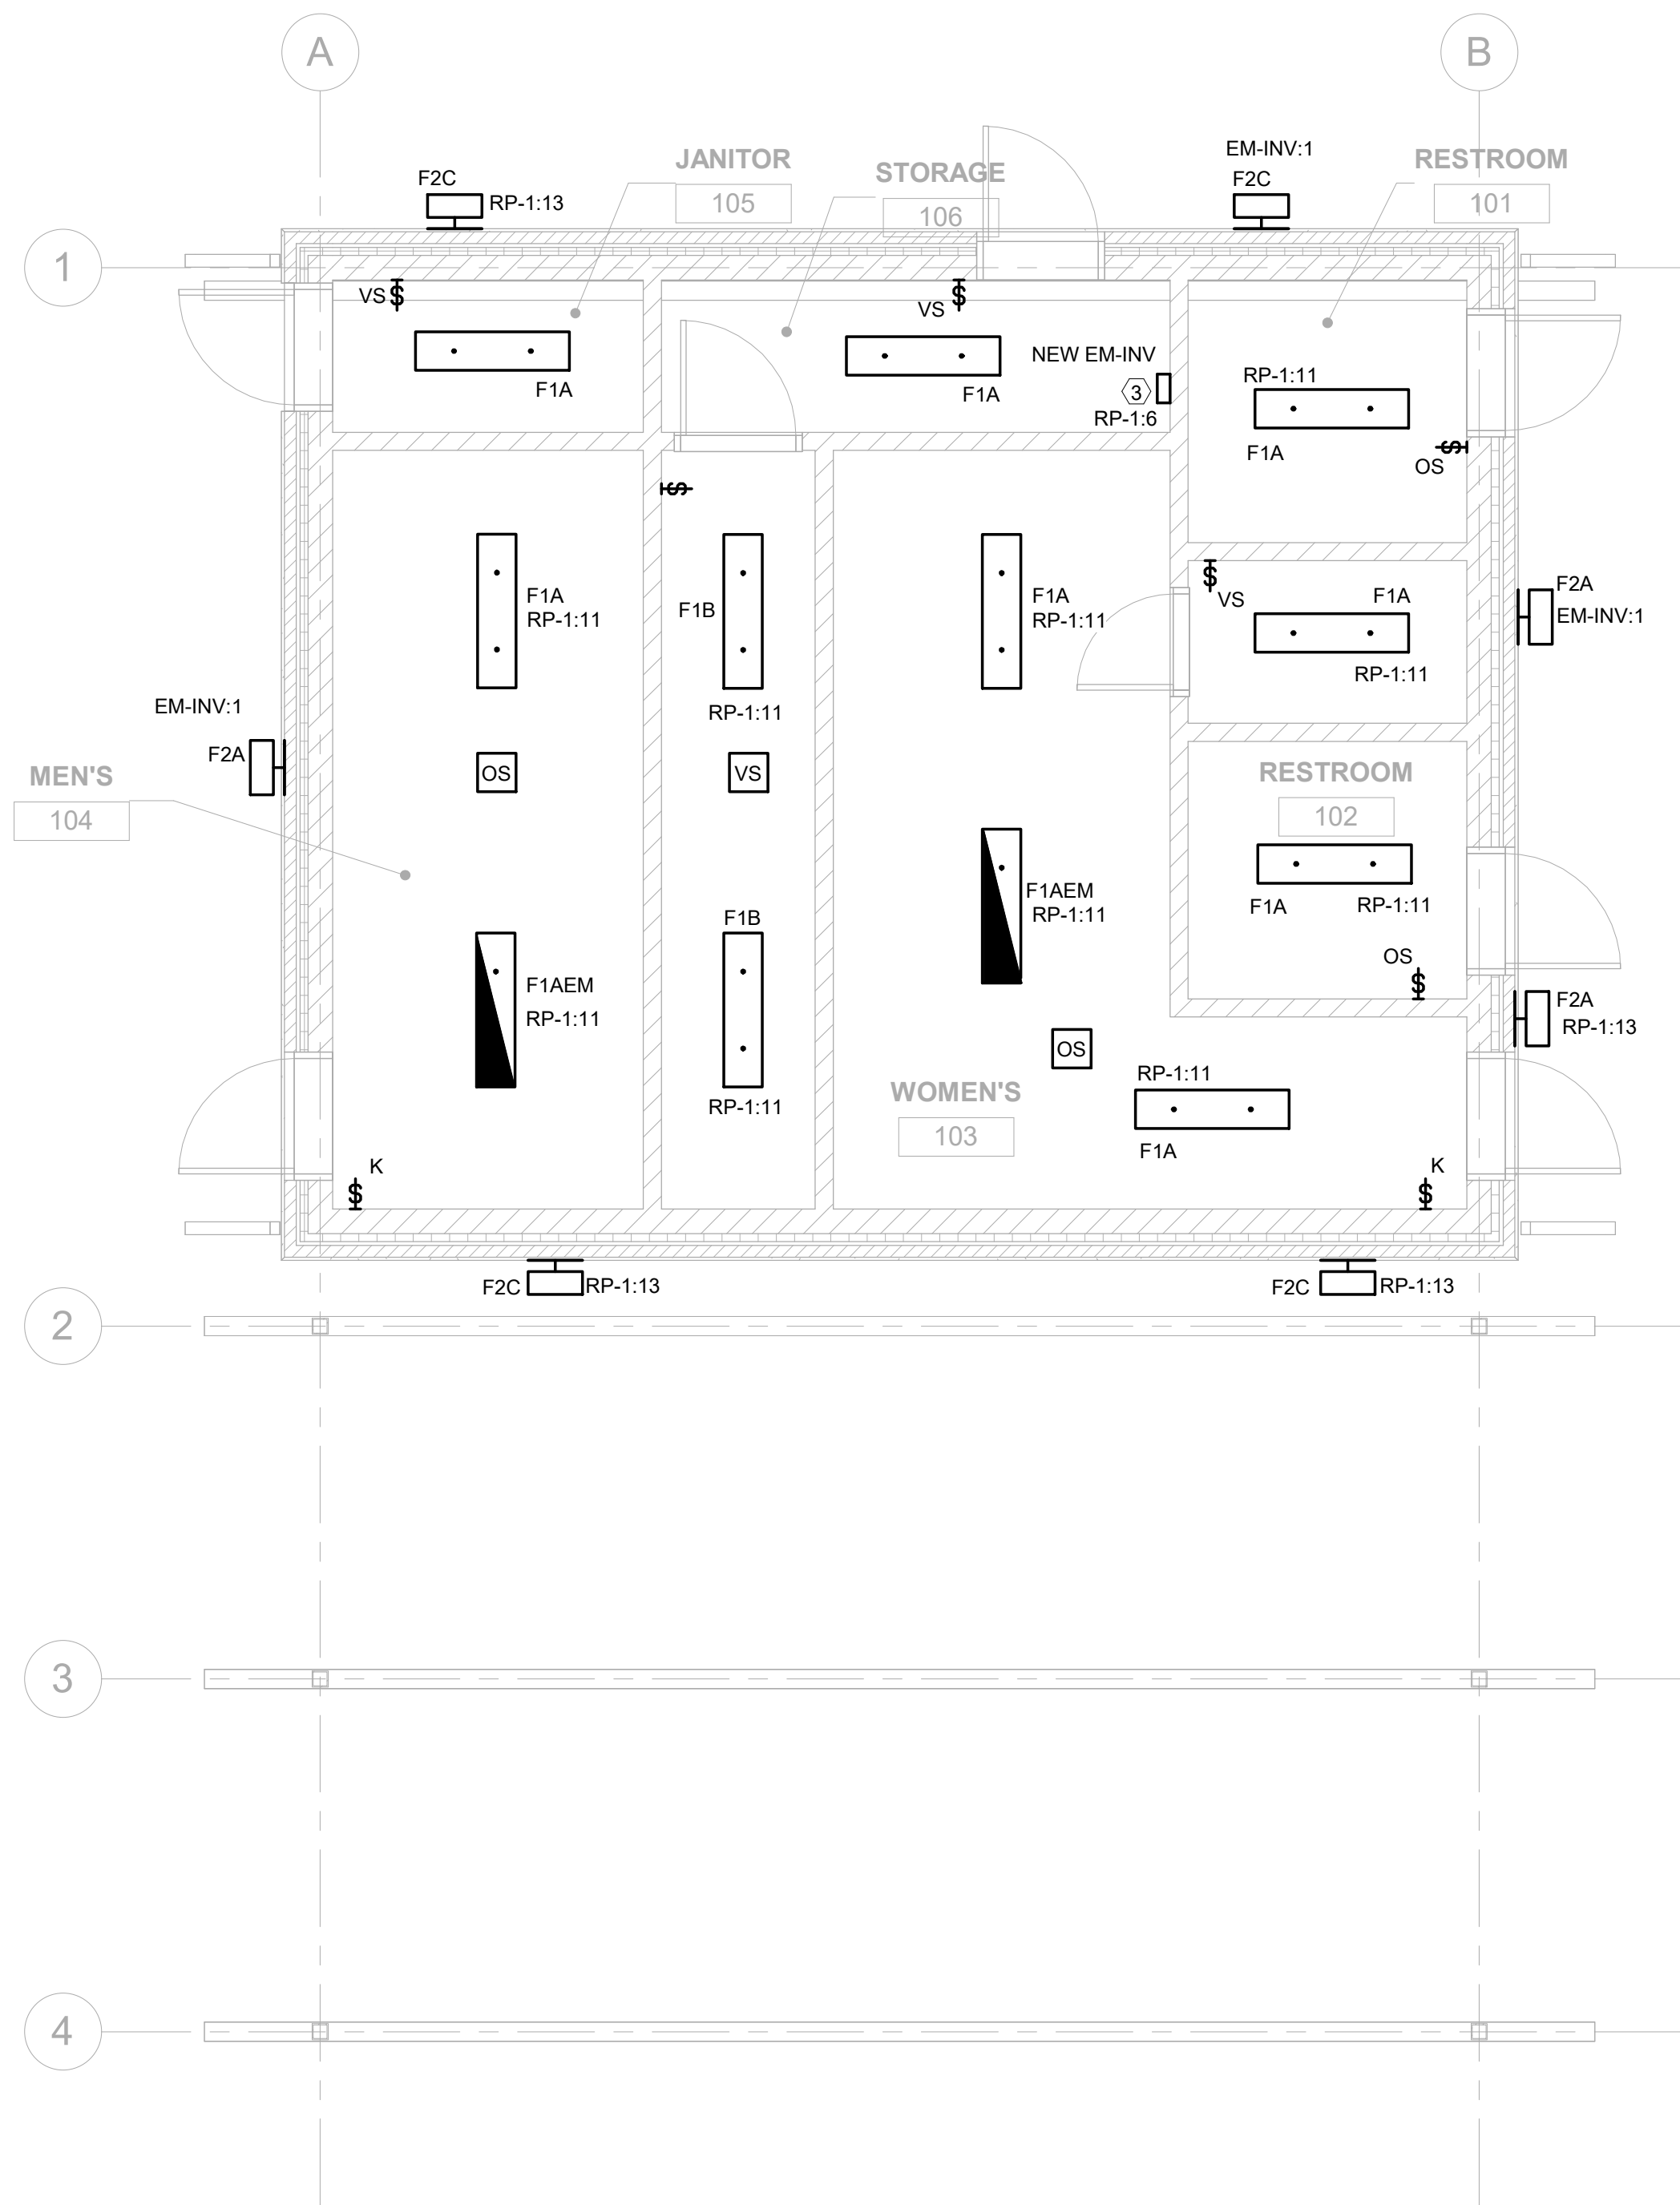 A
B
JANITOR
105
STORAGE
106
EM-INV:1
F2C
RESTROOM
101
F2C
RP-1:13
1
VS
$
F1A
VS
$
F1A
NEW EM-INV
3
RP-1:6
RP-1:11
F1A
$
OS
$
F1A
RP-1:11
F1B
RP-1:11
F1A
RP-1:11
$
VS
F1A
RP-1:11
F2A
EM-INV:1
EM-INV:1
F2A
MEN'S
104
OS
VS
RESTROOM
102
F1A
RP-1:11
OS
$
F1AEM
RP-1:11
F1B
RP-1:11
F1AEM
RP-1:11
F2A
RP-1:13
OS
WOMEN'S
103
RP-1:11
F1A
K
$
K
$
F2C
RP-1:13
F2C
RP-1:13
2
3
4